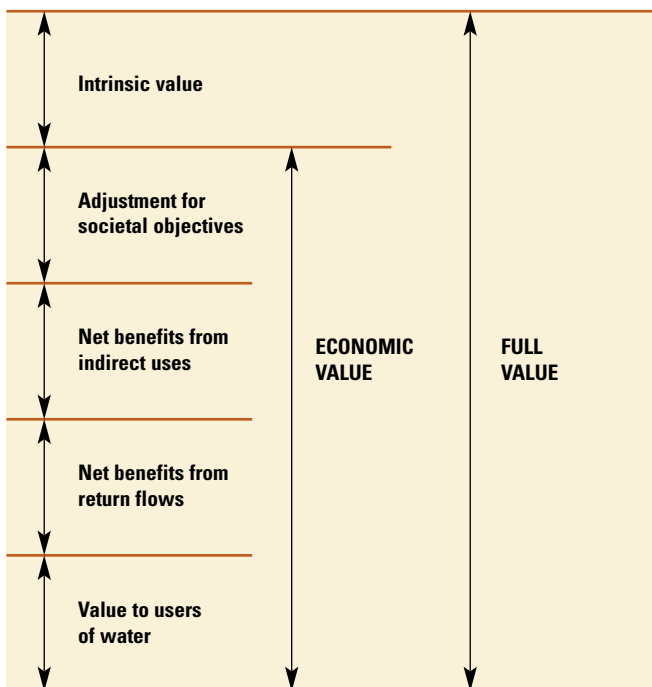 Intrinsic value
Adjustment for
societal objectives
Net benefits from
indirect uses
ECONOMIC
VALUE
FULL
VALUE
Net benefits from
return flows
Value to users
of water